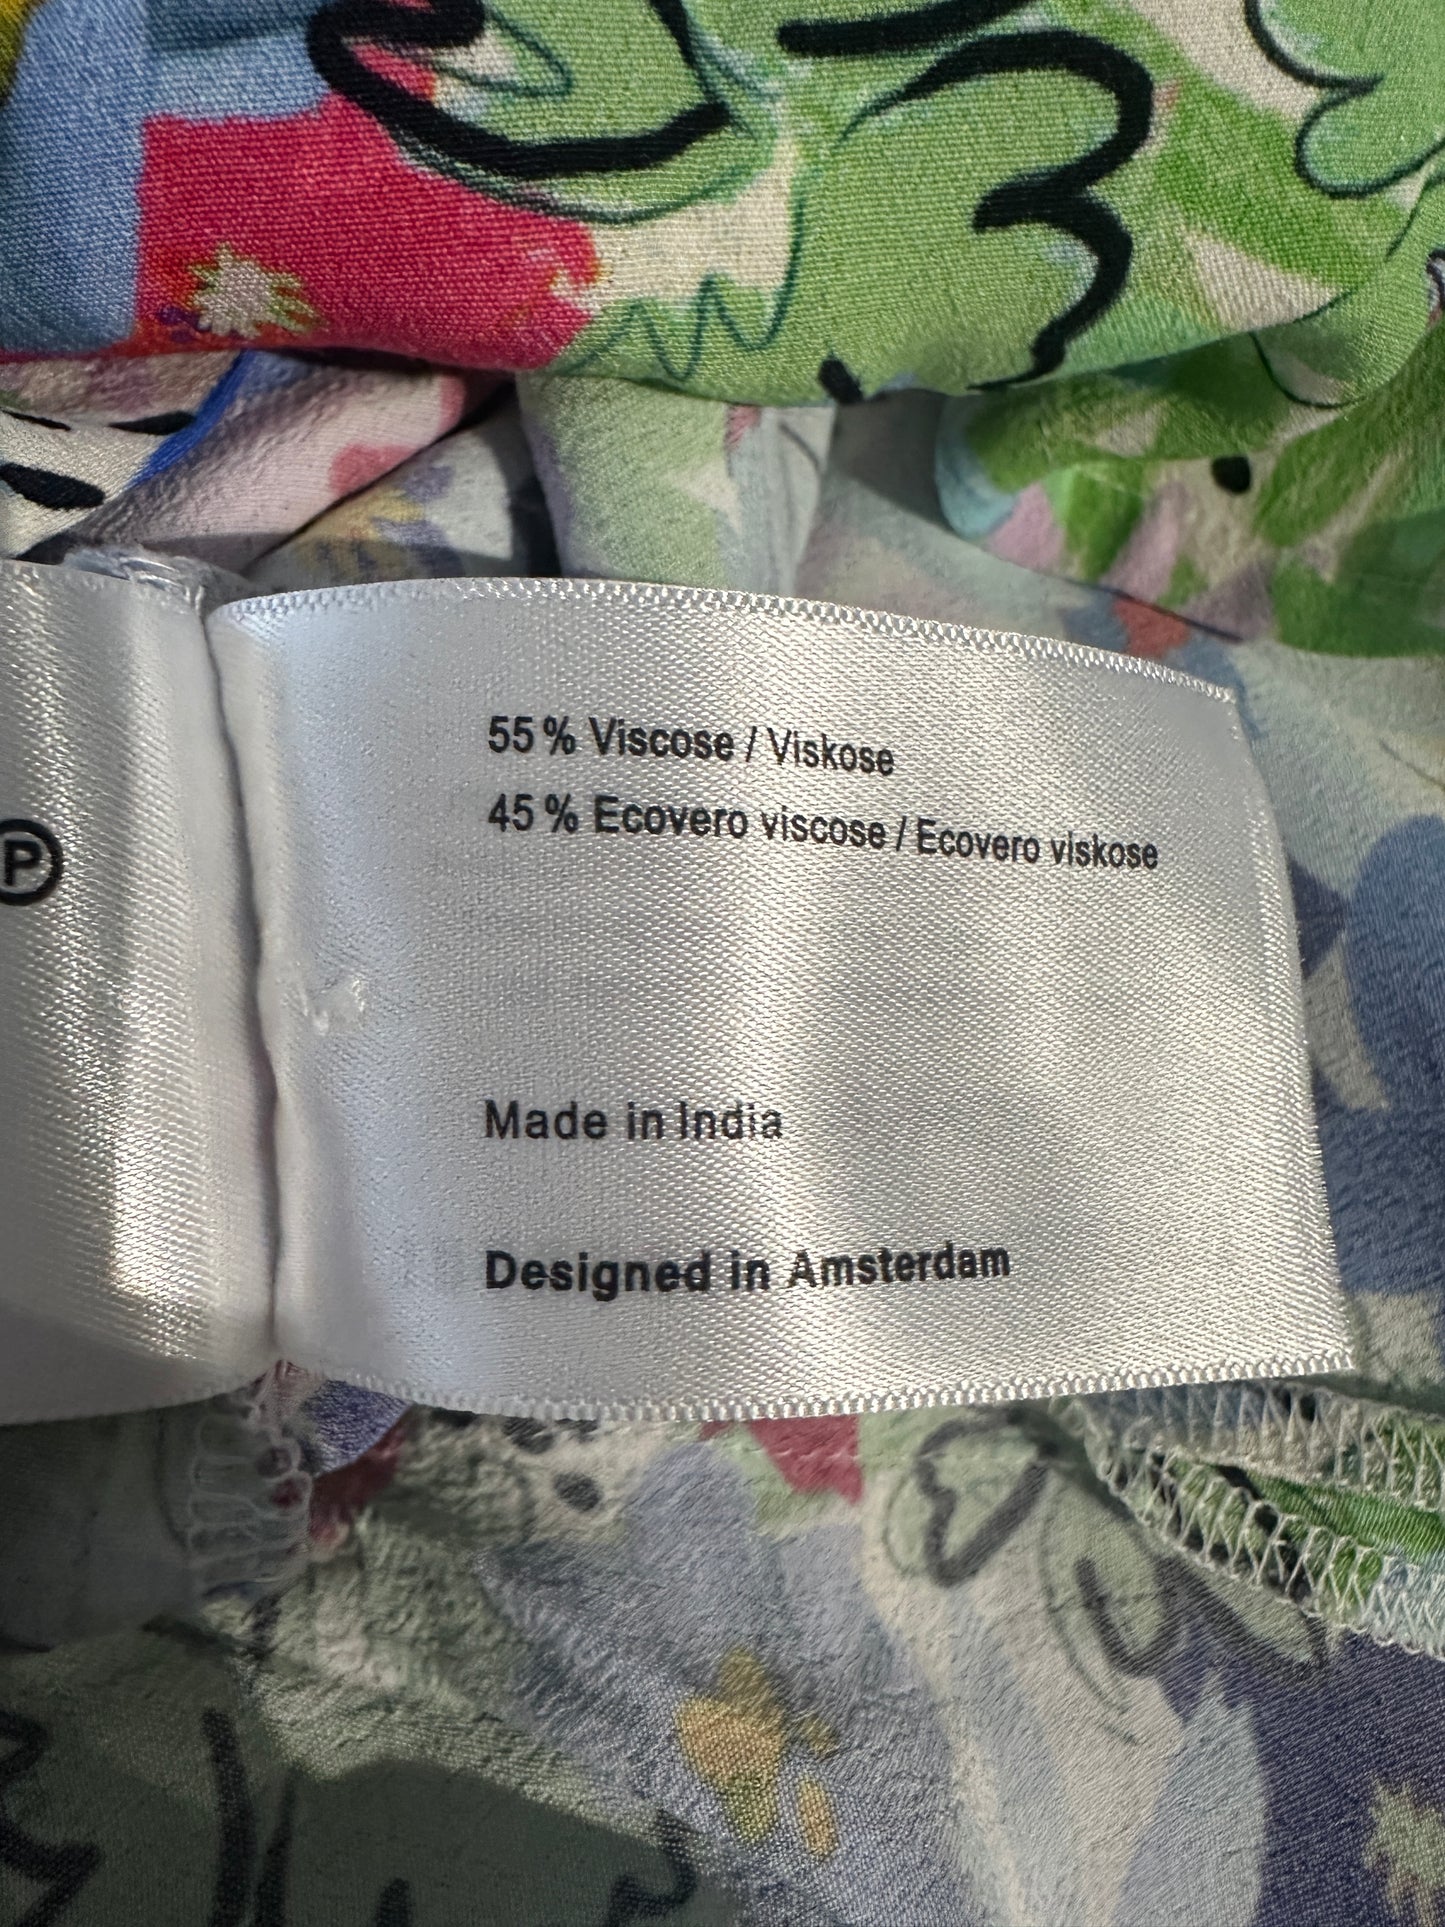 P
55 % Viscose / Viskose
45 % Ecovero viscose / Ecovero viskose
Made in India
Designed in Amsterdam